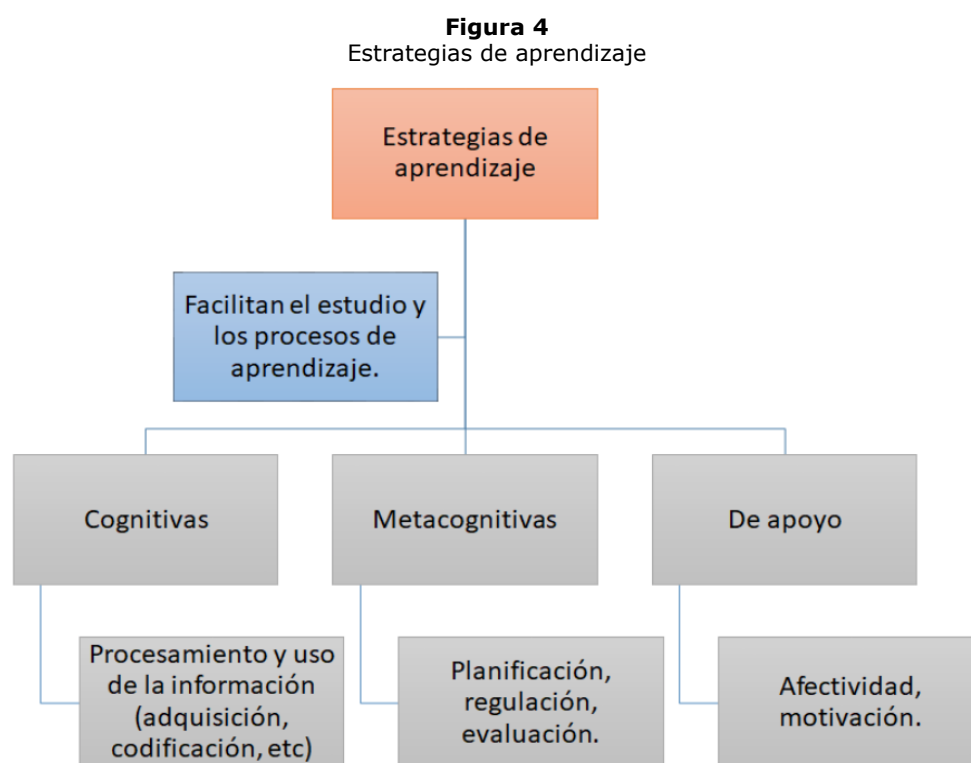 Figura 4
Estrategias de aprendizaje
Estrategias de
aprendizaje
Facilitan el estudio y
los procesos de
aprendizaje.
Cognitivas
Metacognitivas
De apoyo
Procesamiento y uso
de la información
(adquisición,
codificación, etc)
Planificación,
regulación,
evaluación.
Afectividad,
motivación.